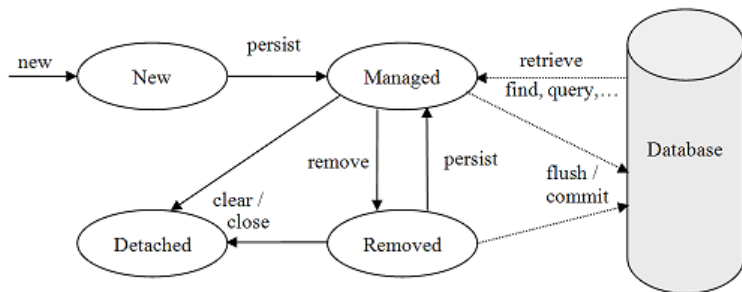 new
New
persist
Managed
retrieve
find, query,...
Database
remove
persist
flush /
commit
clear /
close
Detached
Removed